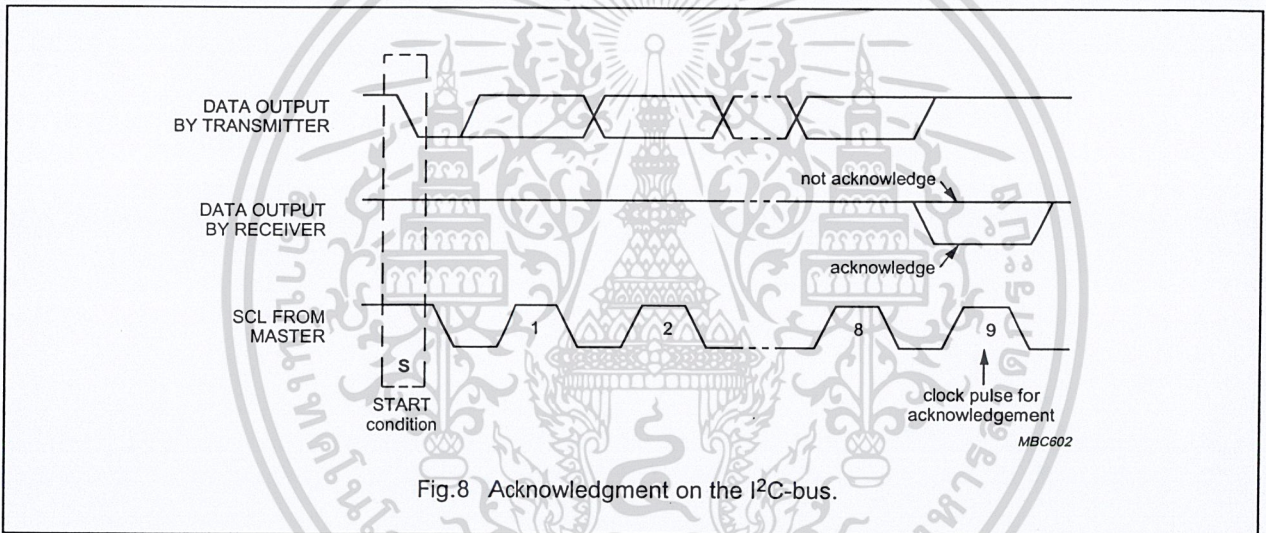 DATA OUTPUT
BY TRANSMITTER
not acknowledge
DATA OUTPUT
BY RECEIVER
acknowledge
SCL FROM
MASTER
1
2
8
9
S
START
condition
clock pulse for
acknowledgement
MBC602
Fig.8 Acknowledgment on the I²C-bus.